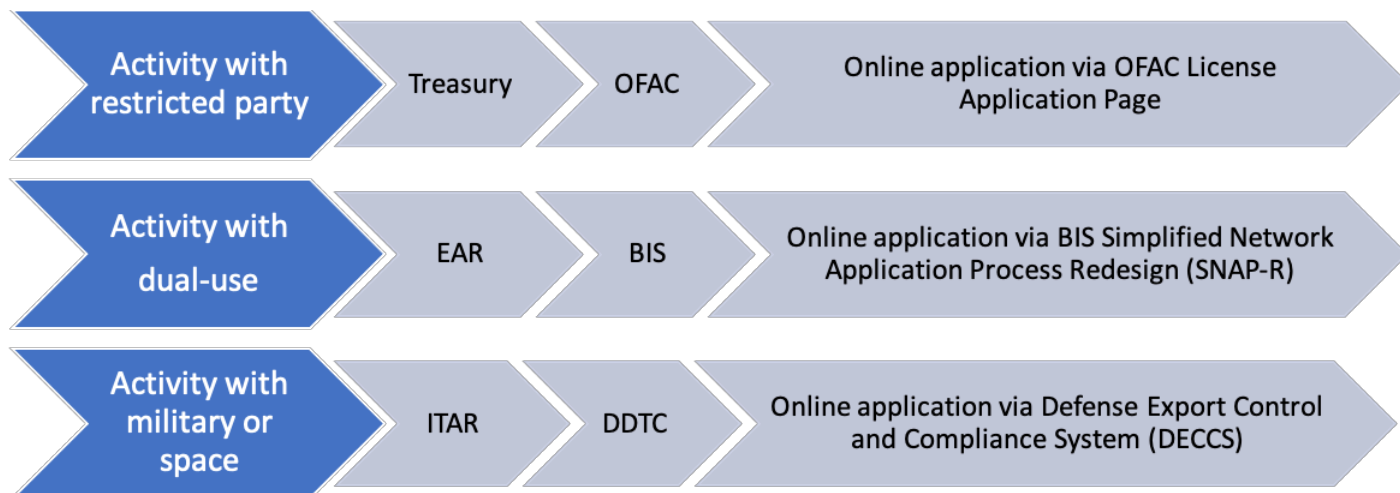 Activity with
restricted party
Treasury
OFAC
Online application via OFAC License
Application Page
Activity with
dual-use
EAR
BIS
Online application via BIS Simplified Network
Application Process Redesign (SNAP-R)
Activity with
military or
space
ITAR
DDTC
Online application via Defense Export Control
and Compliance System (DECCS)